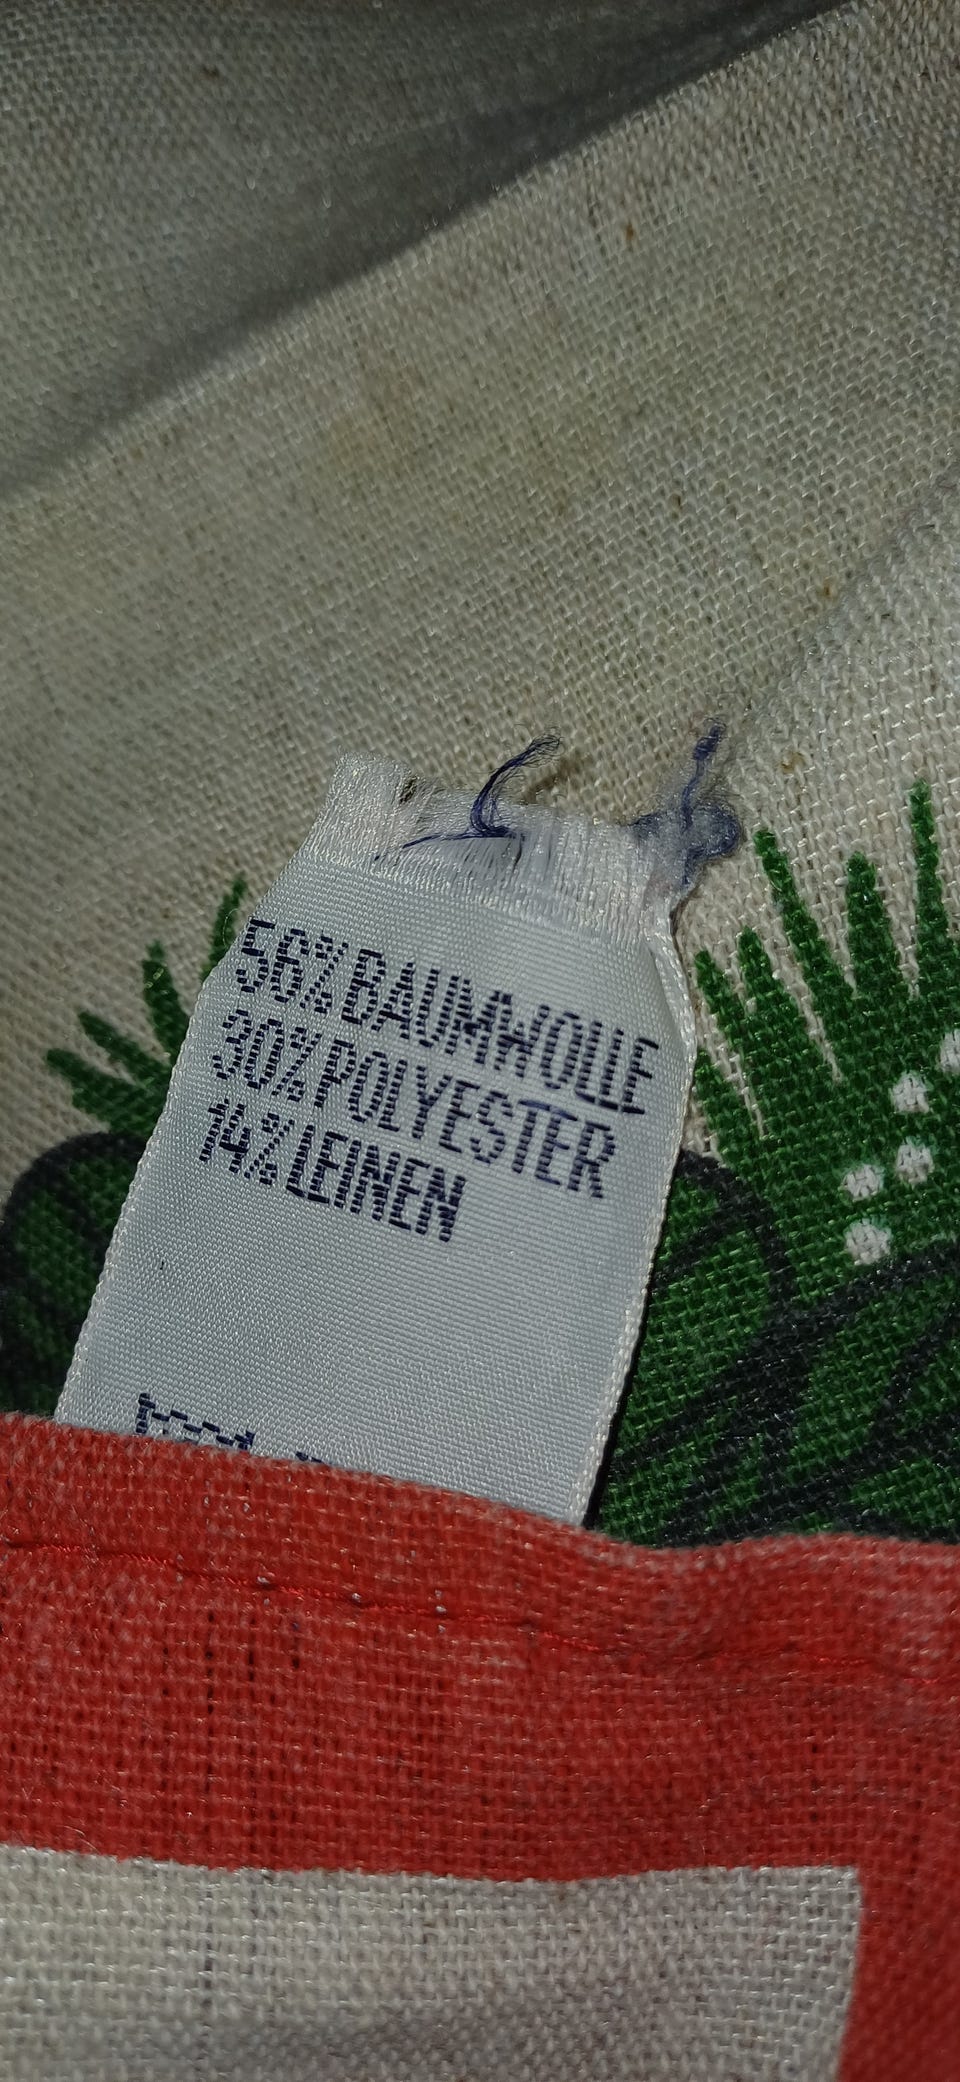 56% BAUMWOLLE
30% POLYESTER
14% LEINEN